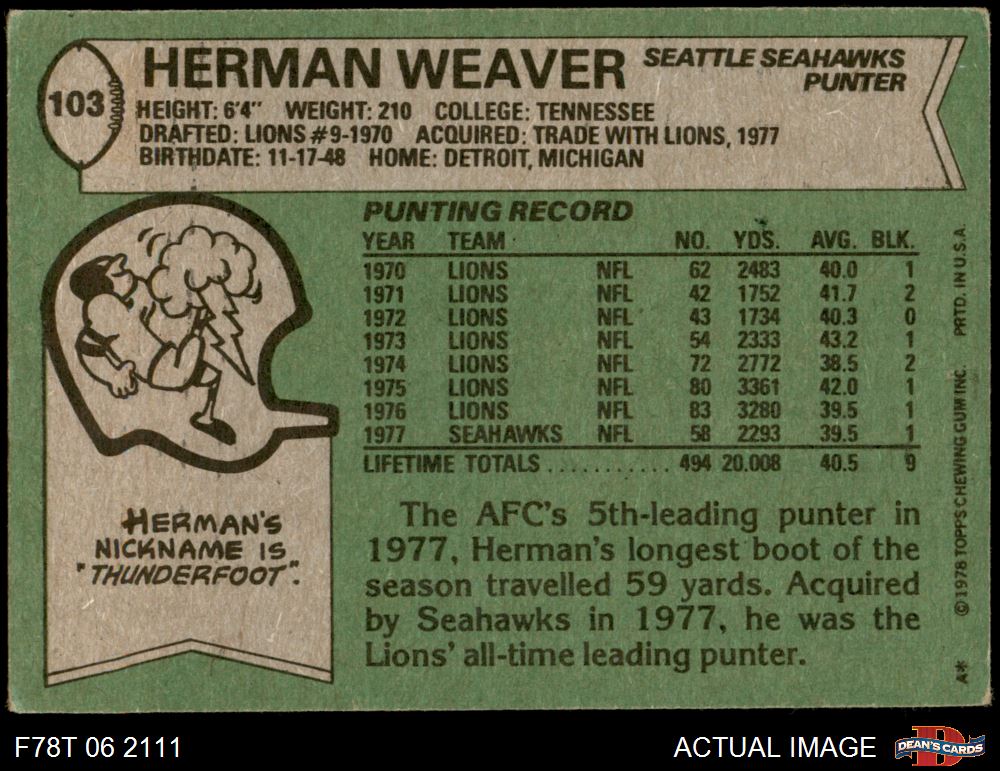 103
HERMAN WEAVER
SEATTLE SEAHAWKS
PUNTER
HEIGHT: 6'4" WEIGHT: 210 COLLEGE: TENNESSEE
DRAFTED: LIONS #9-1970 ACQUIRED: TRADE WITH LIONS, 1977
BIRTHDATE: 11-17-48 HOME: DETROIT, MICHIGAN
PUNTING RECORD
YEAR TEAM NO. YDS. AVG. BLK.
1970 LIONS NFL 62 2483 40.0 1
1971 LIONS NFL 42 1752 41.7 2
1972 LIONS NFL 43 1734 40.3 0
1973 LIONS NFL 54 2333 43.2 1
1974 LIONS NFL 72 2772 38.5 2
1975 LIONS NFL 80 3361 42.0 1
1976 LIONS NFL 83 3280 39.5 1
1977 SEAHAWKS NFL 58 2293 39.5 1
LIFETIME TOTALS ........... 494 20.008 40.5 9
HERMAN'S
NICKNAME IS
"THUNDERFOOT".
The AFC's 5th-leading punter in
1977, Herman's longest boot of the
season travelled 59 yards. Acquired
by Seahawks in 1977, he was the
Lions' all-time leading punter.
A* © 1978 TOPPS CHEWING GUM INC. PRTD. IN U.S.A.
F78T 06 2111
ACTUAL IMAGE
D
DEAN'S CARDS